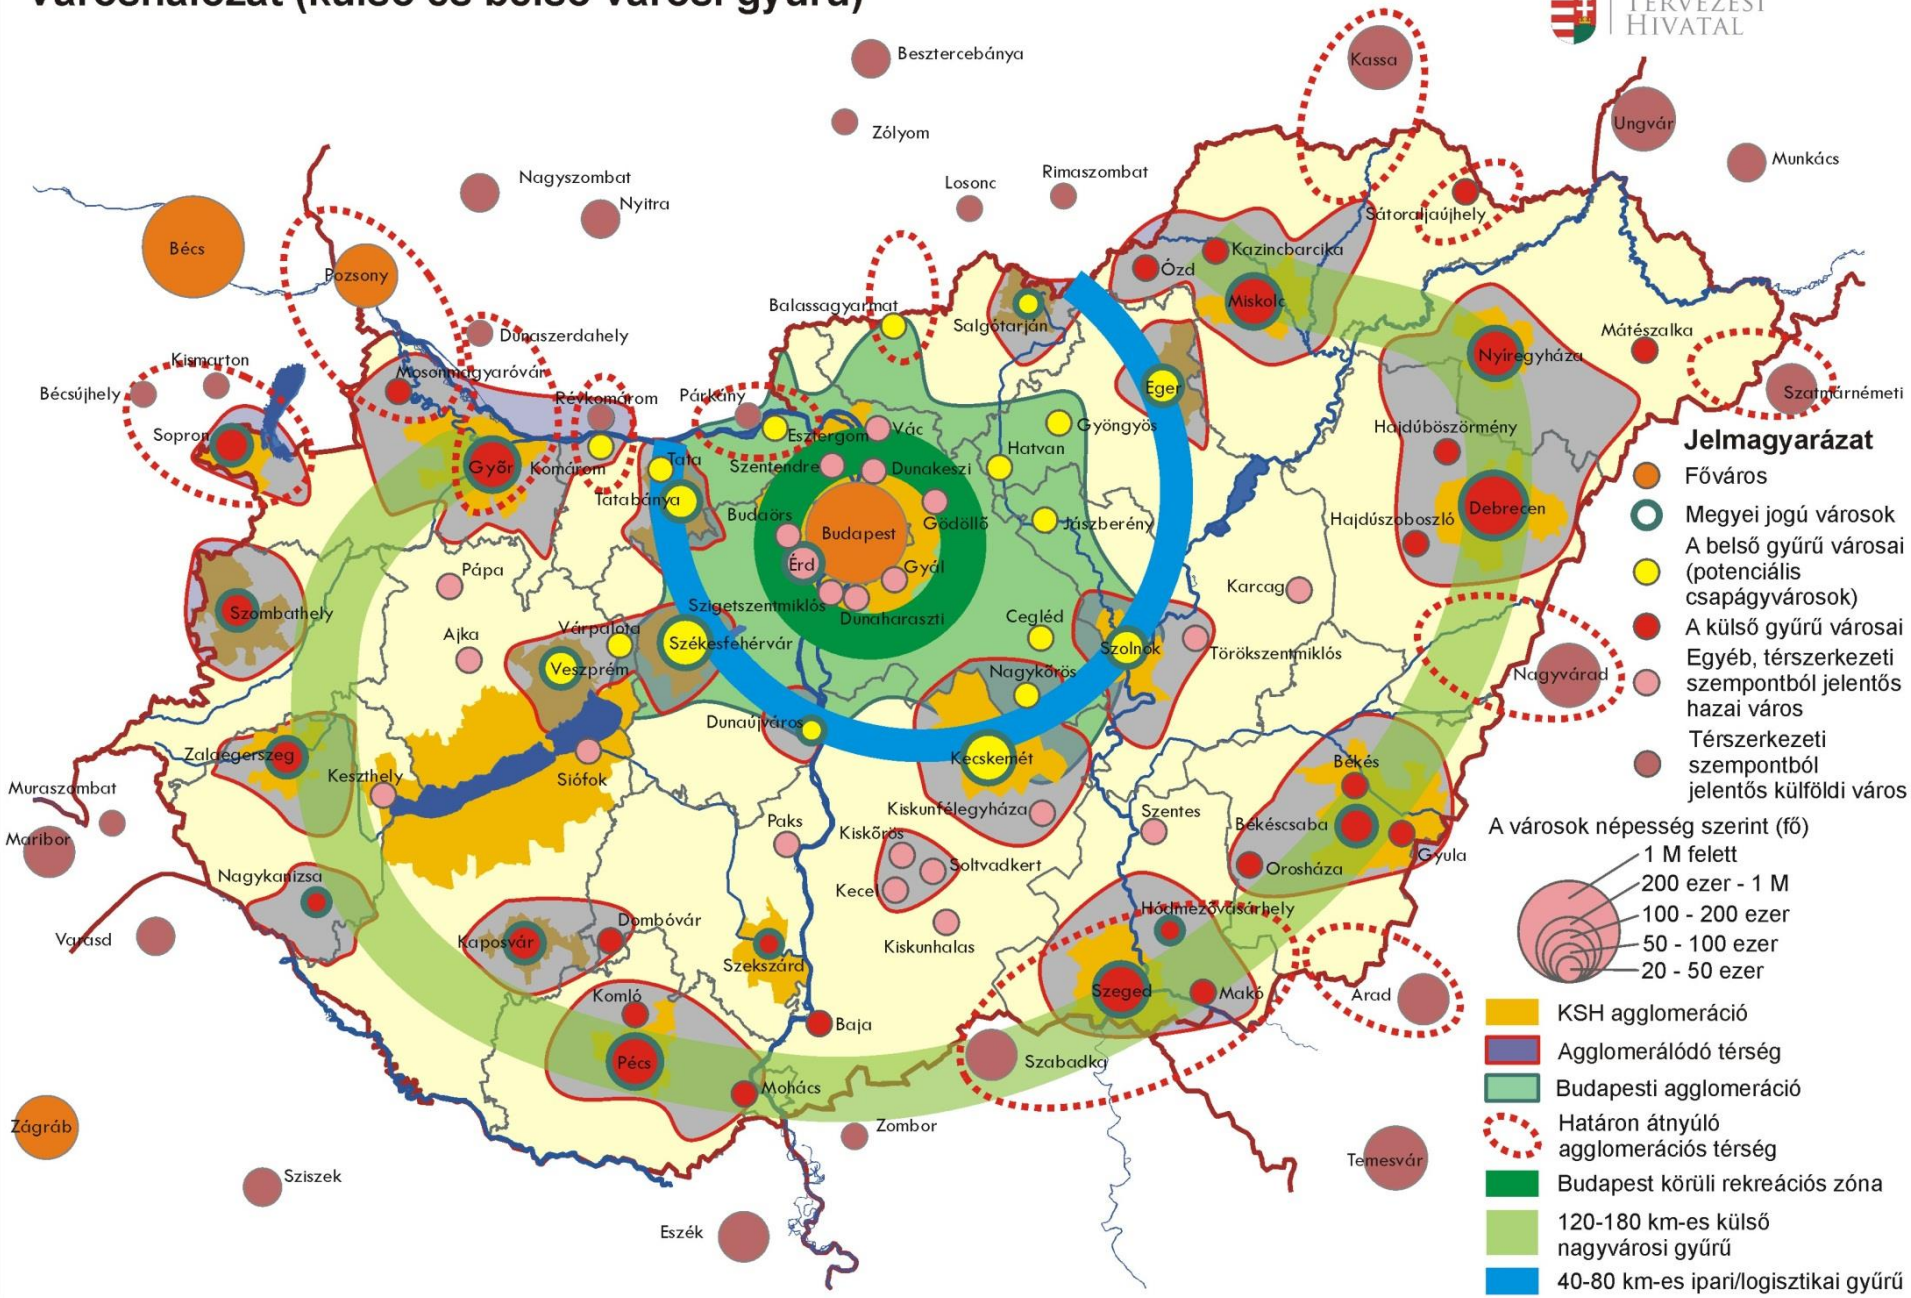 Városhálózat (külső és belső városi gyűrű)
TERVEZÉSI
HIVATAL
Besztercebánya
Kassa
Zólyom
Ungvár
Munkács
Nagyszombat
Nyitra
Losonc
Rimaszombat
Sátoraljaújhely
Bécs
Pozsony
Kazincbarcika
Ózd
Miskolc
Balassagyarmat
Salgótarján
Dunaszerdahely
Mátészalka
Nyíregyháza
Kismarton
Mosonmagyaróvár
Bécsújhely
Révkomárom
Párkány
Eger
Szatmárnémeti
Sopron
Esztergom
Vác
Gyöngyös
Hajdúböszörmény
Győr
Komárom
Tata
Szentendre
Dunakeszi
Hatvan
Tatabánya
Budaörs
Gödöllő
Jászberény
Hajdúszoboszló
Debrecen
Budapest
Érd
Gyál
Pápa
Karcag
Szombathely
Szigetszentmiklós
Dunaharaszti
Cegléd
Várpalota
Ajka
Székesfehérvár
Szolnok
Törökszentmiklós
Veszprém
Nagykőrös
Nagyvárad
Dunaújváros
Zalaegerszeg
Kecskemét
Békés
Keszthely
Siófok
Muraszombat
Kiskunfélegyháza
Szentes
Maribor
Paks
Kiskőrös
Békéscsaba
Gyula
Nagykanizsa
Soltvadkert
Orosháza
Kecel
Varasd
Dombóvár
Hódmezővásárhely
Kaposvár
Kiskunhalas
Szekszárd
Komló
Szeged
Makó
Arad
Baja
Pécs
Szabadka
Mohács
Zágráb
Zombor
Temesvár
Sziszek
Eszék
Jelmagyarázat
Főváros
Megyei jogú városok
A belső gyűrű városai
(potenciális
csapágyvárosok)
A külső gyűrű városai
Egyéb, térszerkezeti
szempontból jelentős
hazai város
Térszerkezeti
szempontból
jelentős külföldi város
A városok népesség szerint (fő)
1 M felett
200 ezer - 1 M
100 - 200 ezer
50 - 100 ezer
20 - 50 ezer
KSH agglomeráció
Agglomerálódó térség
Budapesti agglomeráció
Határon átnyúló
agglomerációs térség
Budapest körüli rekreációs zóna
120-180 km-es külső
nagyvárosi gyűrű
40-80 km-es ipari/logisztikai gyűrű